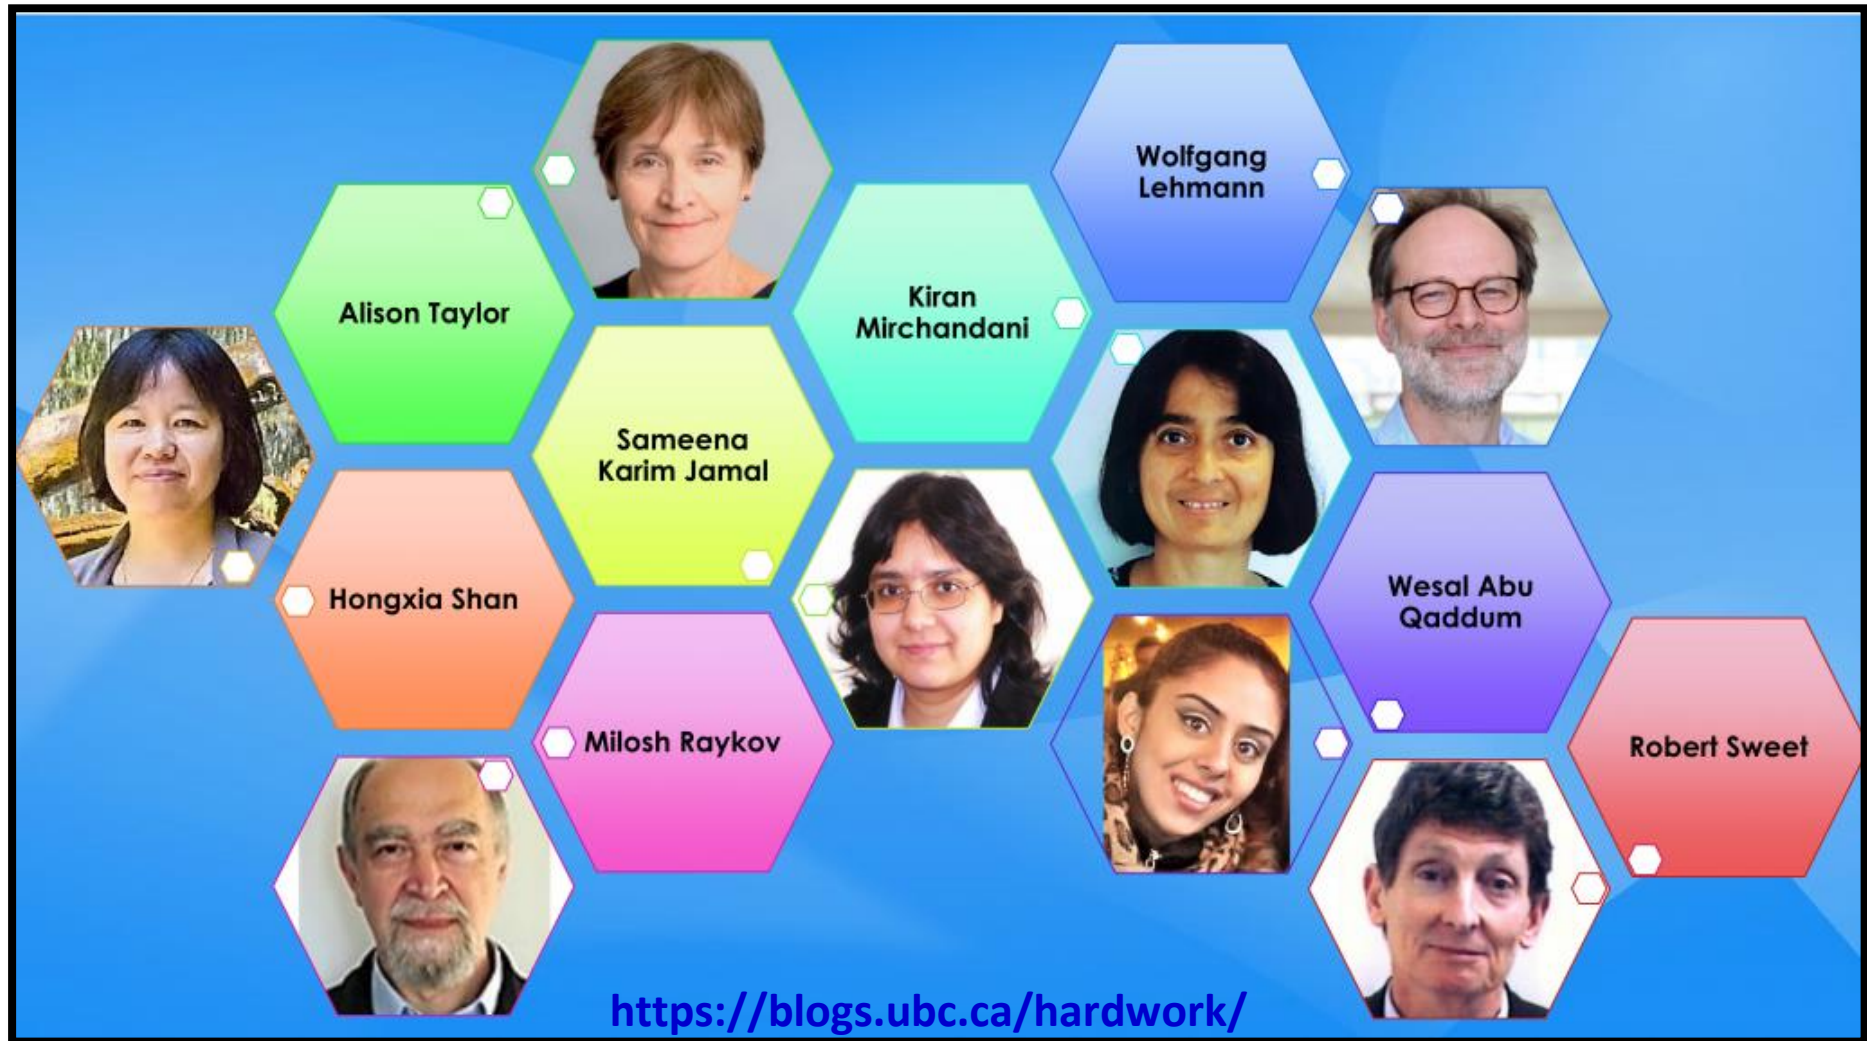 Wolfgang
Lehmann
Alison Taylor
Kiran
Mirchandani
Sameena
Karim Jamal
Hongxia Shan
Wesal Abu
Qaddum
Milosh Raykov
Robert Sweet
https://blogs.ubc.ca/hardwork/